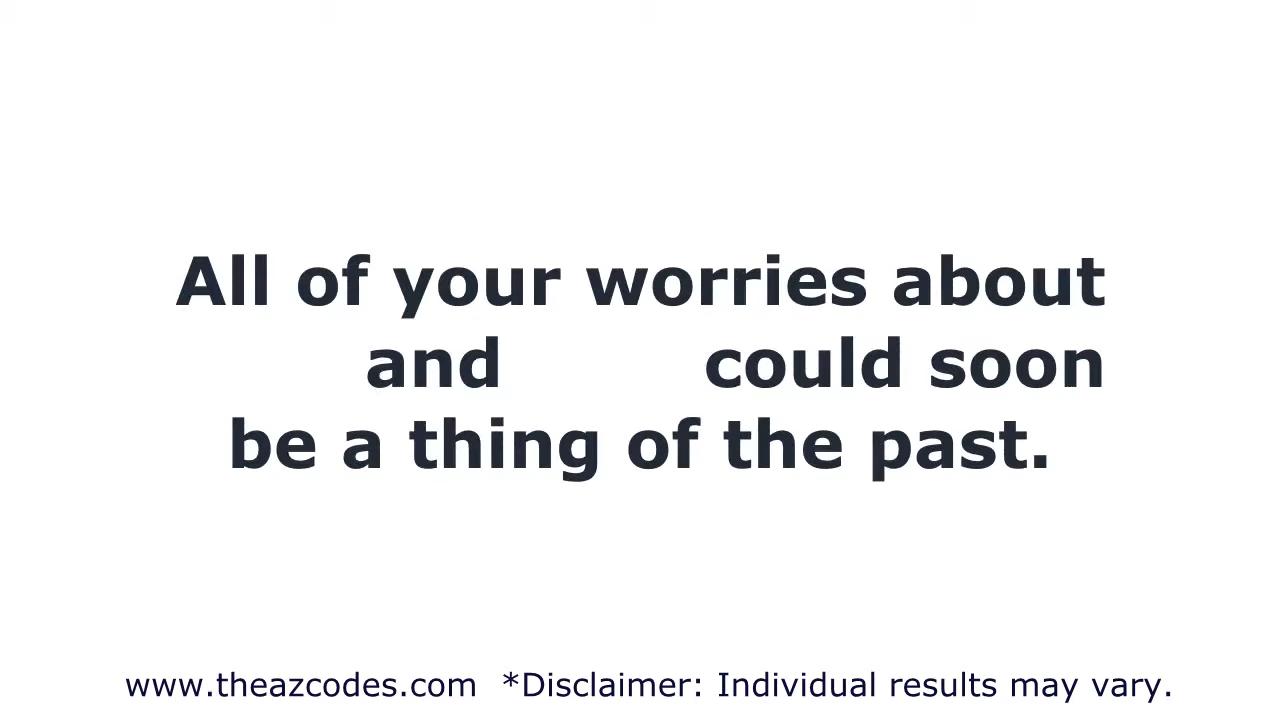 All of your worries about
and could soon
be a thing of the past.
www.theazcodes.com *Disclaimer: Individual results may vary.